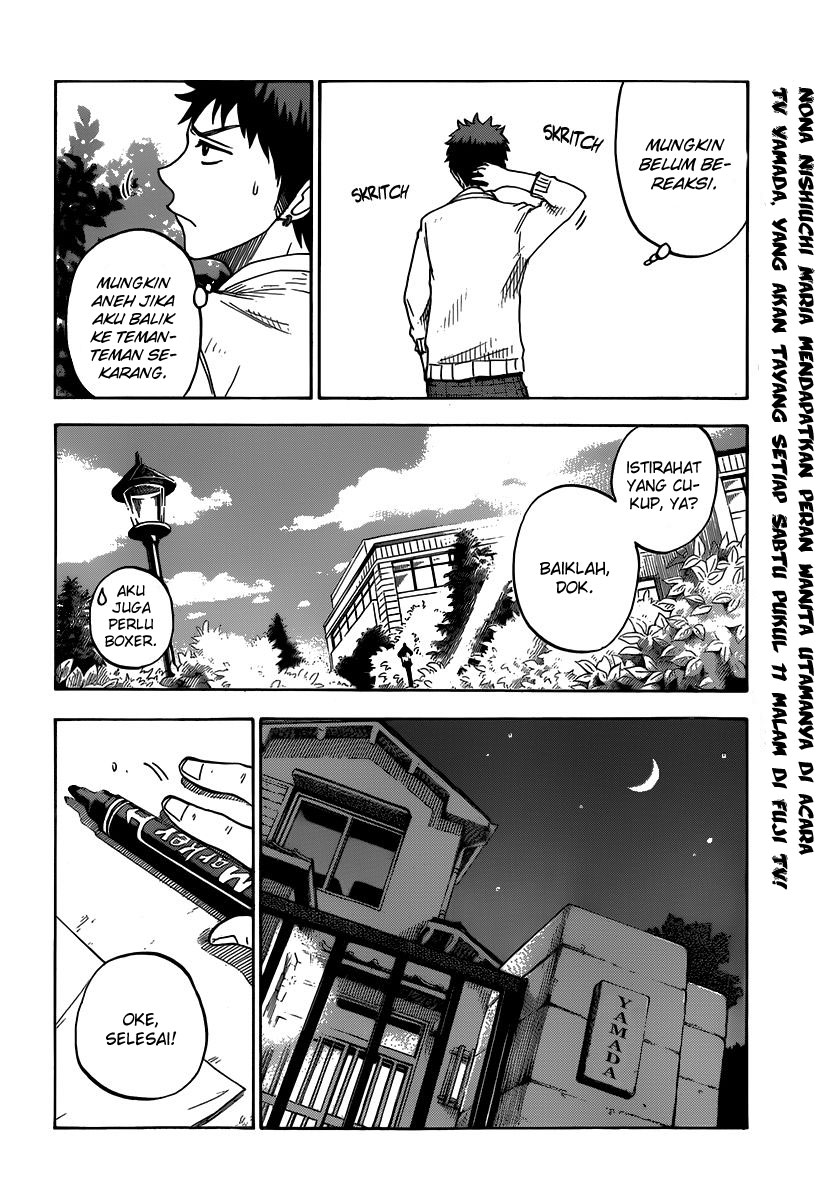 NONA NISHIUCHI MARIA MENDAPATKAN PERAN WANITA UTAMANYA DI ACARA
TV YAMADA, YANG AKAN TAYANG SETIAP SABTU PUKUL 11 MALAM DI FUJI TV!
MUNGKIN
BELUM BE-
REAKSI.
SKRITCH
SKRITCH
MUNGKIN
ANEH JIKA
AKU BALIK
KE TEMAN-
TEMAN SE-
KARANG.
ISTIRAHAT
YANG CU-
KUP, YA?
BAIKLAH,
DOK.
AKU
JUGA
PERLU
BOXER.
YAMADA
Marker
OKE,
SELESAI!